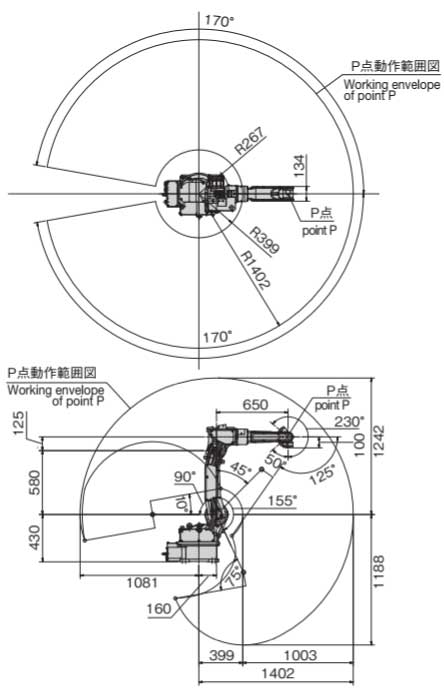 170°
P点動作範囲図
Working envelope
of point P
R267
134
P点
point P
R399
R1402
170°
P点動作範囲図
Working envelope
of point P
P点
point P
650
230°
125
100
1242
50°
125°
45°
580
90°
10°
155°
430
1081
75°
160
1188
399
1003
1402